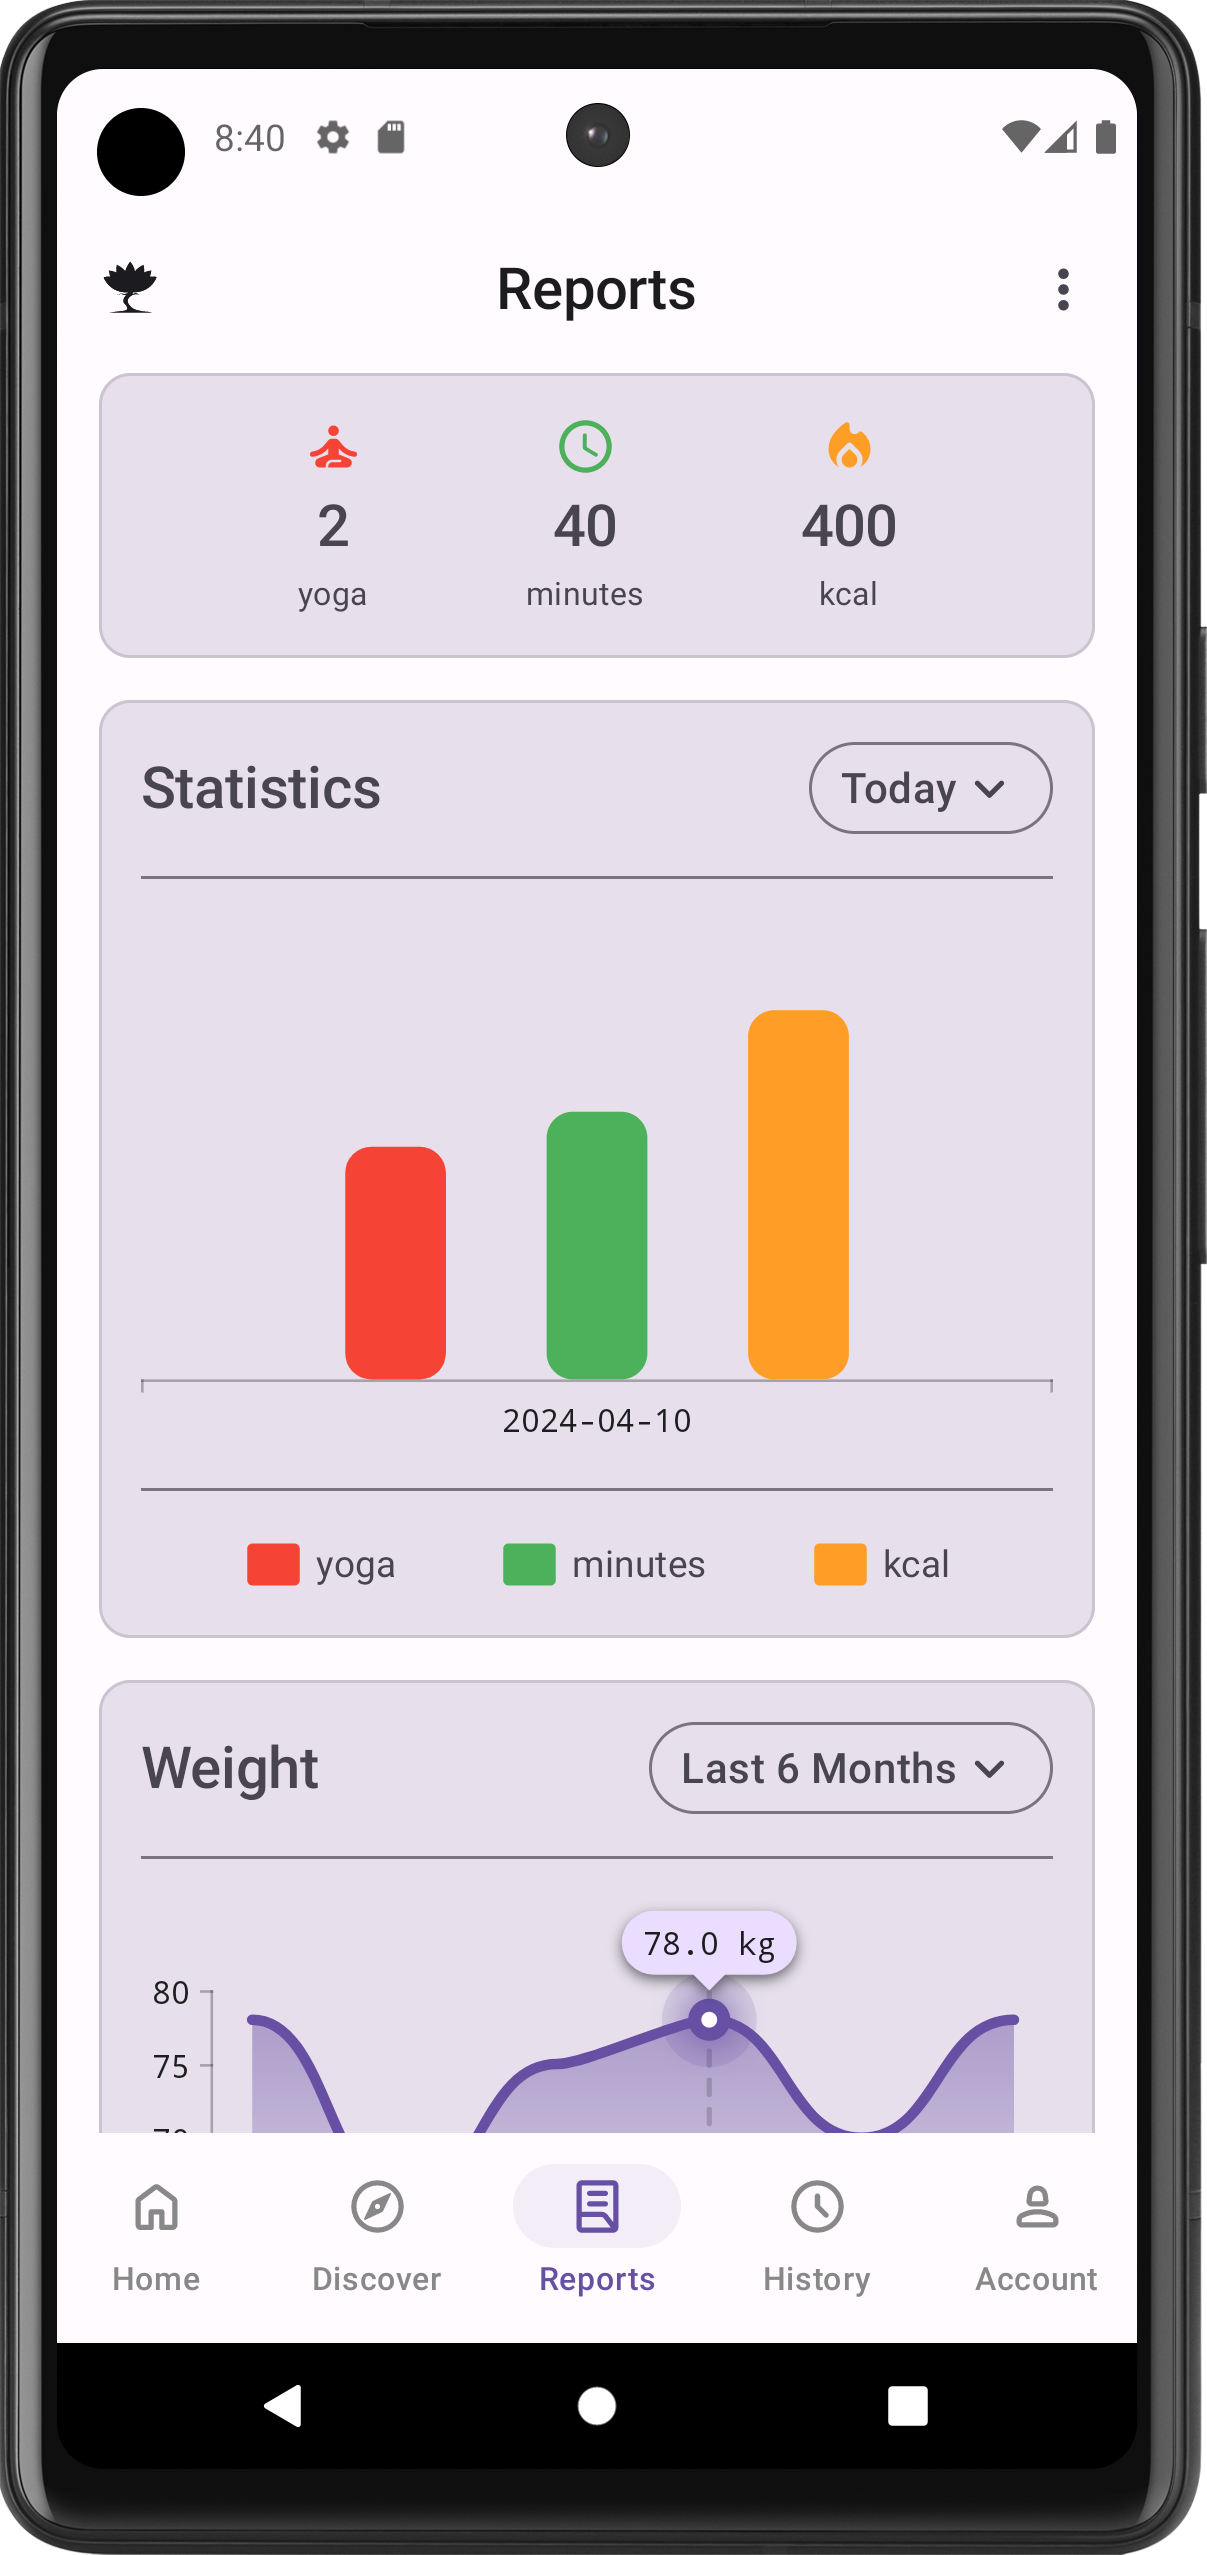 8:40
Reports
2 40 400
yoga minutes kcal
Statistics Today
2024-04-10
yoga minutes kcal
Weight Last 6 Months
78.0 kg
80
75
Home Discover Reports History Account